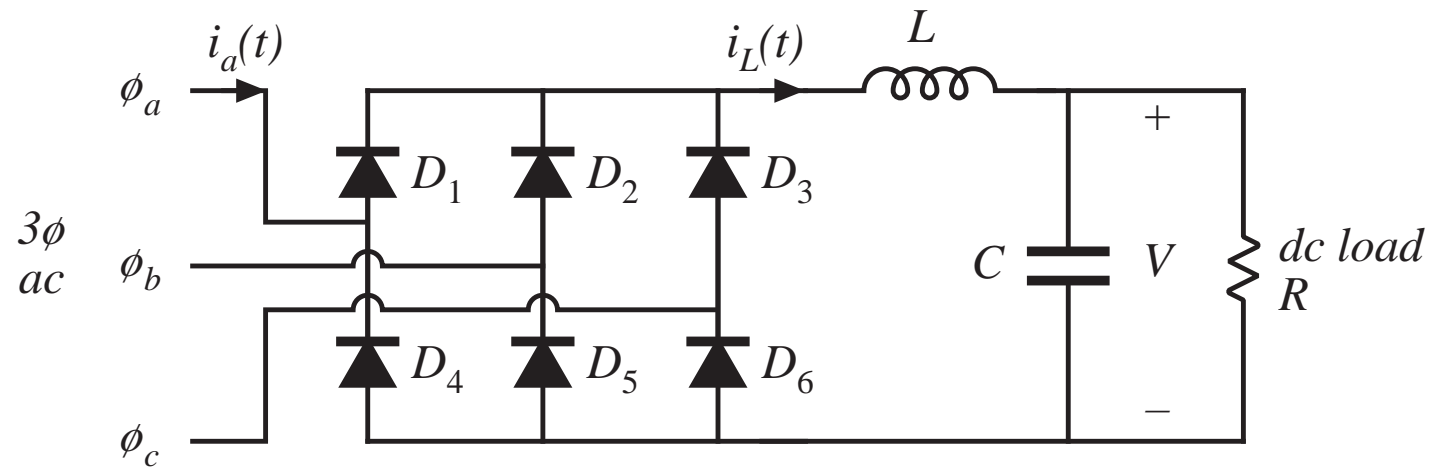 i_a(t)
i_L(t)
L
ϕ_a
+
D_1
D_2
D_3
3ϕ
ac
ϕ_b
C
V
dc load
R
D_4
D_5
D_6
−
ϕ_c